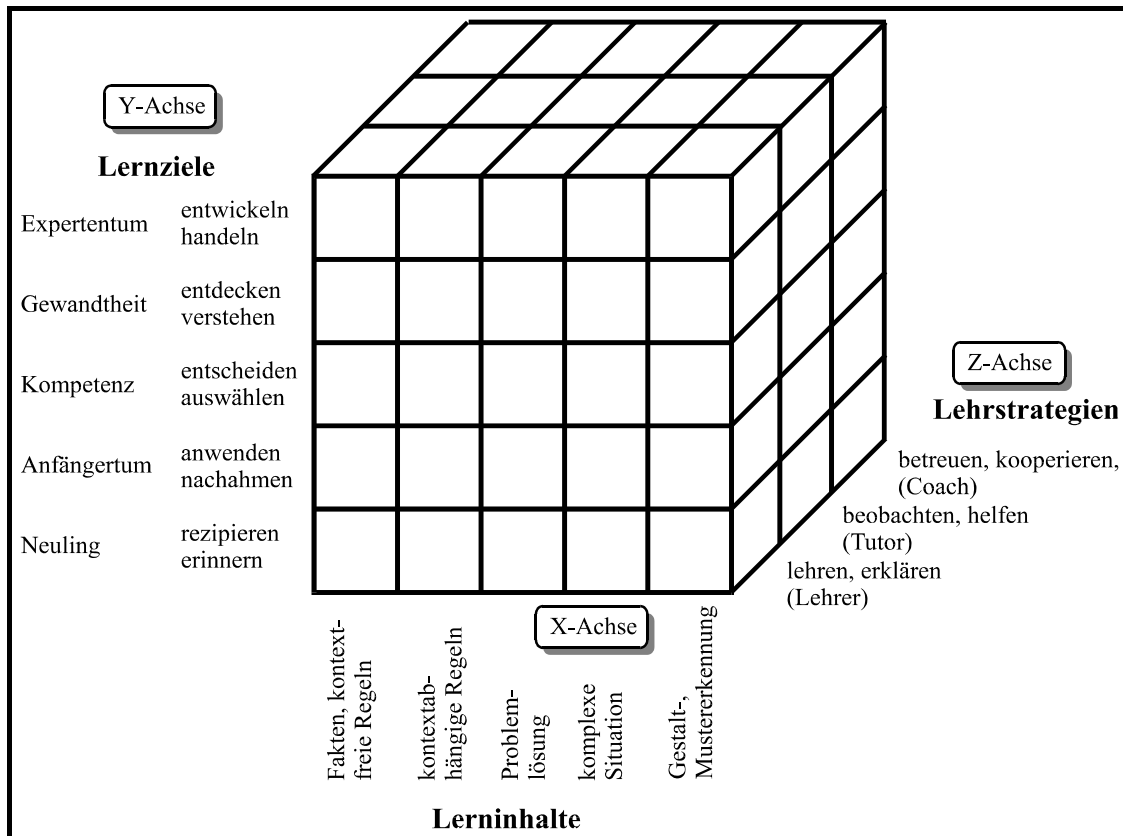 Y-Achse
Lernziele
Expertentum
entwickeln
handeln
Gewandtheit
entdecken
verstehen
Kompetenz
entscheiden
auswählen
Anfängertum
anwenden
nachahmen
Neuling
rezipieren
erinnern
Z-Achse
Lehrstrategien
betreuen, kooperieren,
(Coach)
beobachten, helfen
(Tutor)
lehren, erklären
(Lehrer)
X-Achse
Fakten, kontext-
freie Regeln
kontextab-
hängige Regeln
Problem-
lösung
komplexe
Situation
Gestalt-,
Mustererkennung
Lerninhalte